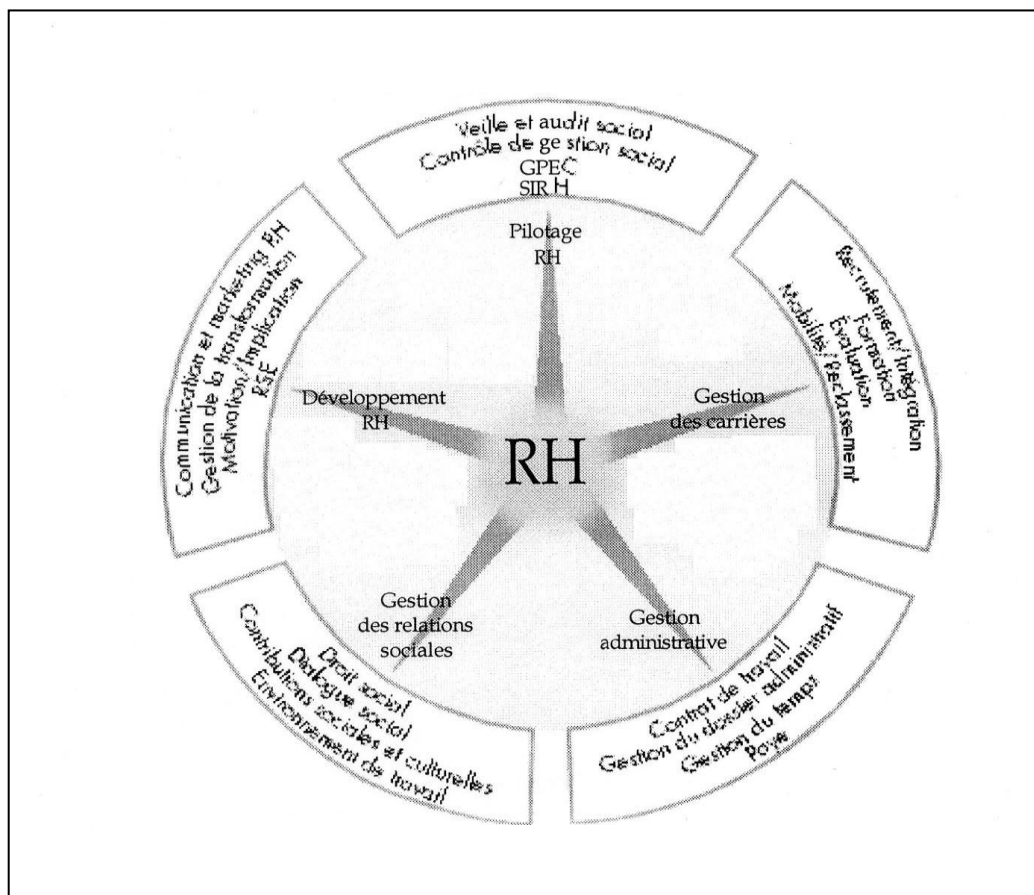 Veille et audit social
Contrôle de gestion social
GPEC
SIRH
Pilotage
RH
Recrutement/Intégration
Formation
Évaluation
Mobilité/Reclassement
Gestion
des carrières
Communication et marketing RH
Gestion de la transformation
Motivation/Implication
RSE
Développement
RH
RH
Gestion
des relations
sociales
Droit social
Dialogue social
Contributions sociales et culturelles
Environnement de travail
Gestion
administrative
Contrat de travail
Gestion du dossier administratif
Gestion du temps
Paye